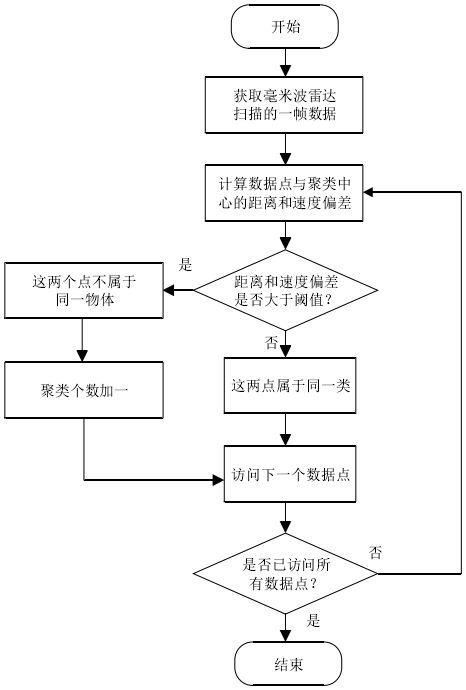 开始
获取毫米波雷达
扫描的一帧数据
计算数据点与聚类中
心的距离和速度偏差
是
距离和速度偏差
是否大于阈值？
这两个点不属于
同一物体
否
聚类个数加一
这两点属于同一类
访问下一个数据点
是否已访问所
有数据点？
否
是
结束